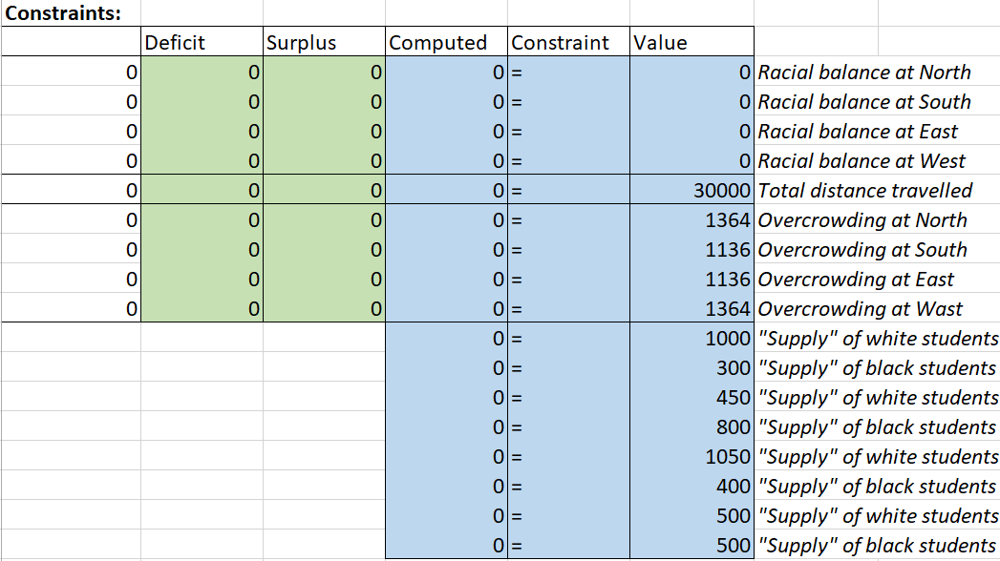 Constraints:
Deficit Surplus Computed Constraint Value
0 0 0 0 = 0 Racial balance at North
0 0 0 0 = 0 Racial balance at South
0 0 0 0 = 0 Racial balance at East
0 0 0 0 = 0 Racial balance at West
0 0 0 0 = 30000 Total distance travelled
0 0 0 0 = 1364 Overcrowding at North
0 0 0 0 = 1136 Overcrowding at South
0 0 0 0 = 1136 Overcrowding at East
0 0 0 0 = 1364 Overcrowding at Wast
0 = 1000 "Supply" of white students
0 = 300 "Supply" of black students
0 = 450 "Supply" of white students
0 = 800 "Supply" of black students
0 = 1050 "Supply" of white students
0 = 400 "Supply" of black students
0 = 500 "Supply" of white students
0 = 500 "Supply" of black students